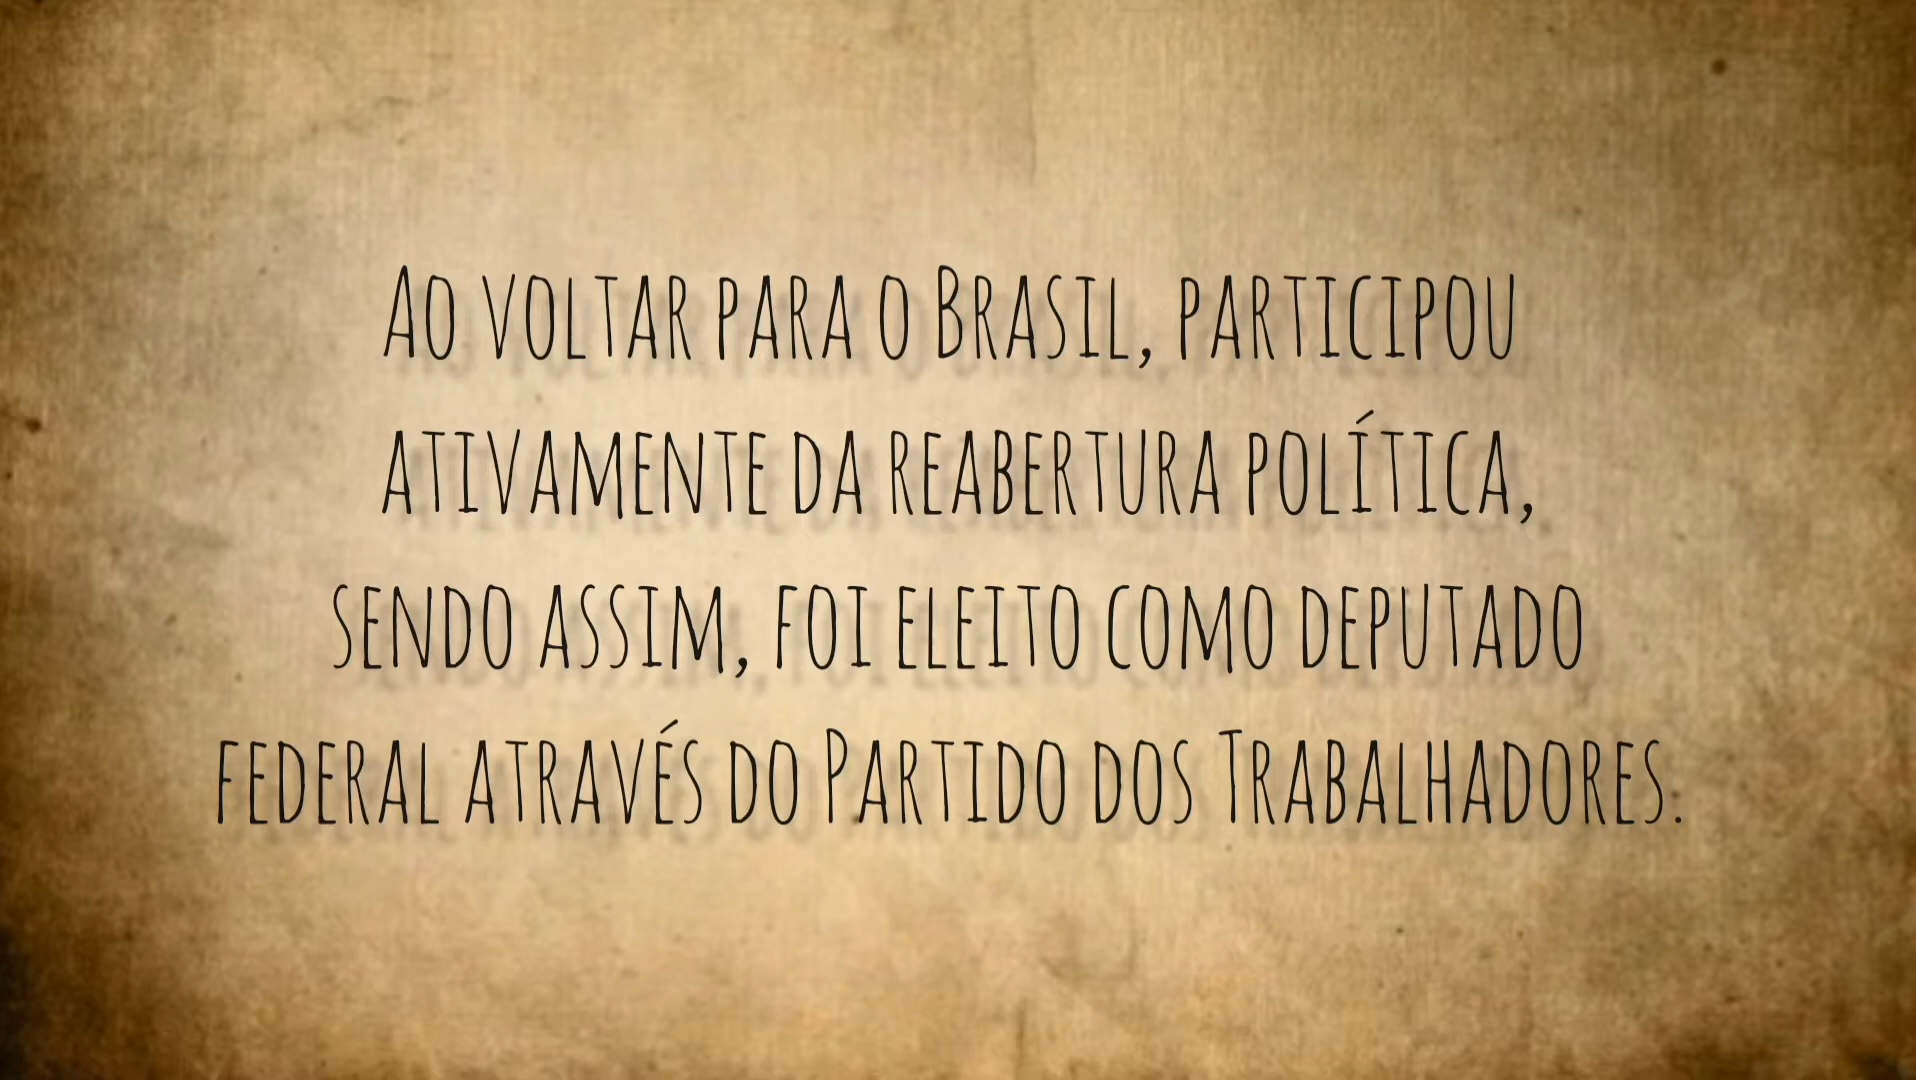 Ao voltar para o Brasil, participou
ativamente da reabertura política,
sendo assim, foi eleito como deputado
federal através do Partido dos Trabalhadores.